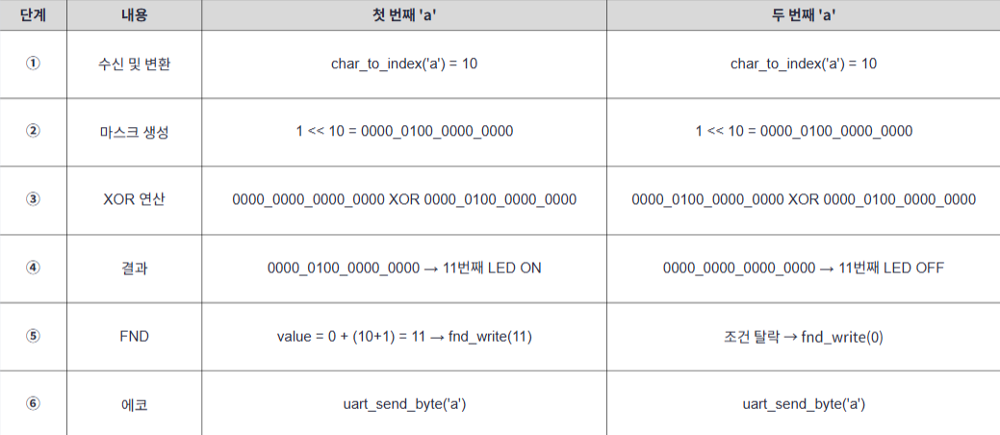 단계 내용 첫 번째 'a' 두 번째 'a'
① 수신 및 변환 char_to_index('a') = 10 char_to_index('a') = 10
② 마스크 생성 1 << 10 = 0000_0100_0000_0000 1 << 10 = 0000_0100_0000_0000
③ XOR 연산 0000_0000_0000_0000 XOR 0000_0100_0000_0000 0000_0100_0000_0000 XOR 0000_0100_0000_0000
④ 결과 0000_0100_0000_0000 → 11번째 LED ON 0000_0000_0000_0000 → 11번째 LED OFF
⑤ FND value = 0 + (10+1) = 11 → fnd_write(11) 조건 탈락 → fnd_write(0)
⑥ 에코 uart_send_byte('a') uart_send_byte('a')